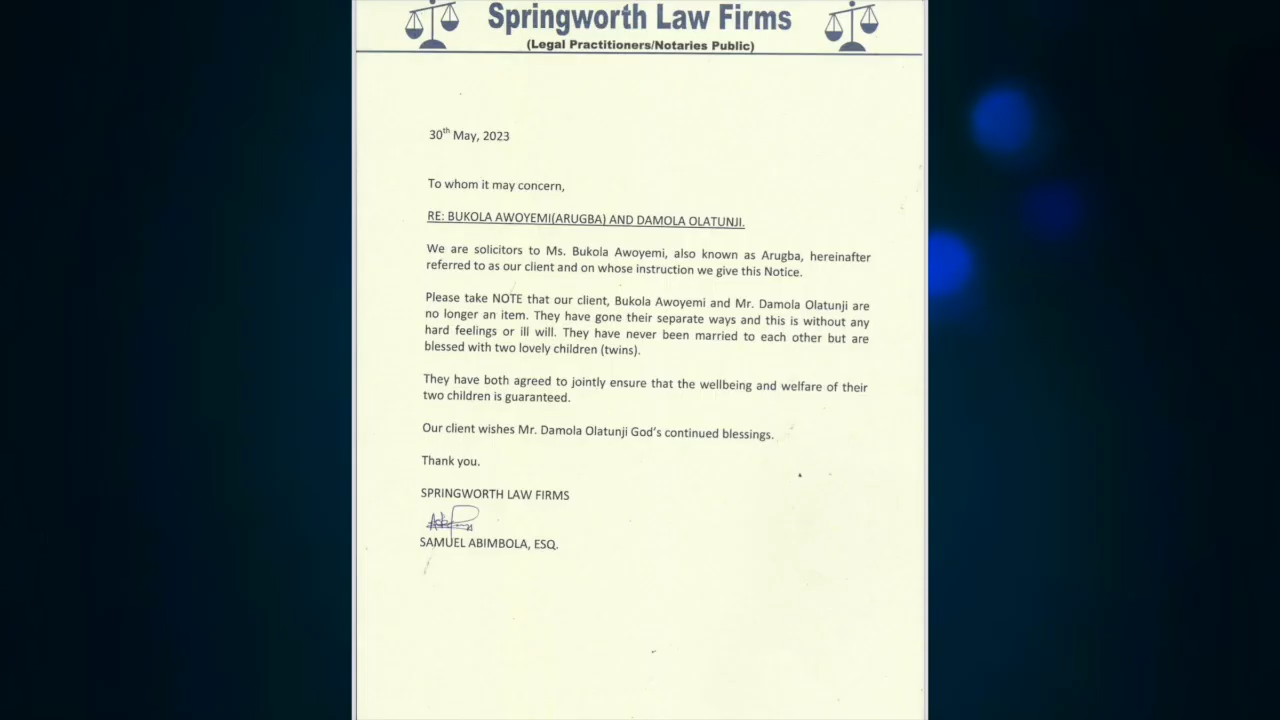 Springworth Law Firms
(Legal Practitioners/Notaries Public)
30th May, 2023
To whom it may concern,
RE: BUKOLA AWOYEMI(ARUGBA) AND DAMOLA OLATUNJI.
We are solicitors to Ms. Bukola Awoyemi, also known as Arugba, hereinafter
referred to as our client and on whose instruction we give this Notice.
Please take NOTE that our client, Bukola Awoyemi and Mr. Damola Olatunji are
no longer an item. They have gone their separate ways and this is without any
hard feelings or ill will. They have never been married to each other but are
blessed with two lovely children (twins).
They have both agreed to jointly ensure that the wellbeing and welfare of their
two children is guaranteed.
Our client wishes Mr. Damola Olatunji God's continued blessings.
Thank you.
SPRINGWORTH LAW FIRMS
SAMUEL ABIMBOLA, ESQ.